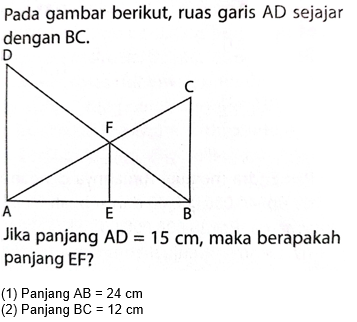 Pada gambar berikut, ruas garis AD sejajar
dengan BC.
D
C
F
A E B
Jika panjang AD = 15 cm, maka berapakah
panjang EF?
(1) Panjang AB = 24 cm
(2) Panjang BC = 12 cm